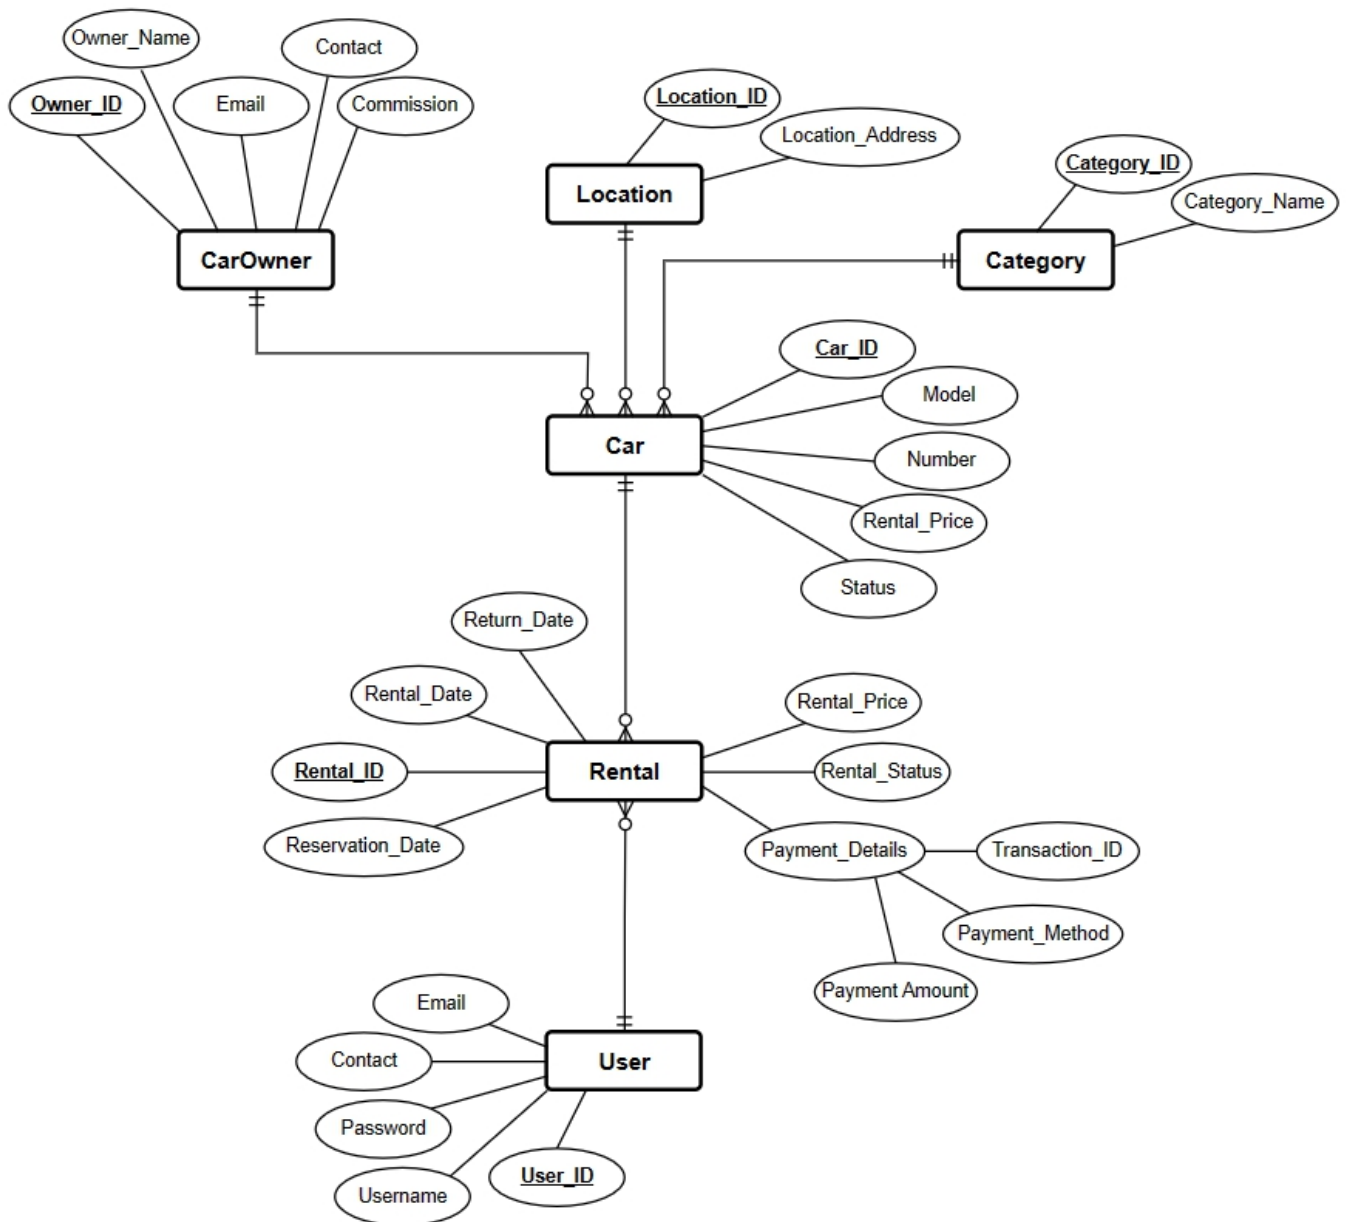 Owner_Name
Contact
Owner_ID
Email
Commission
Location_ID
Location_Address
Category_ID
Category_Name
Location
CarOwner
Category
Car_ID
Model
Car
Number
Rental_Price
Status
Return_Date
Rental_Date
Rental_Price
Rental_ID
Rental
Rental_Status
Reservation_Date
Payment_Details
Transaction_ID
Payment_Method
Payment Amount
Email
Contact
User
Password
User_ID
Username